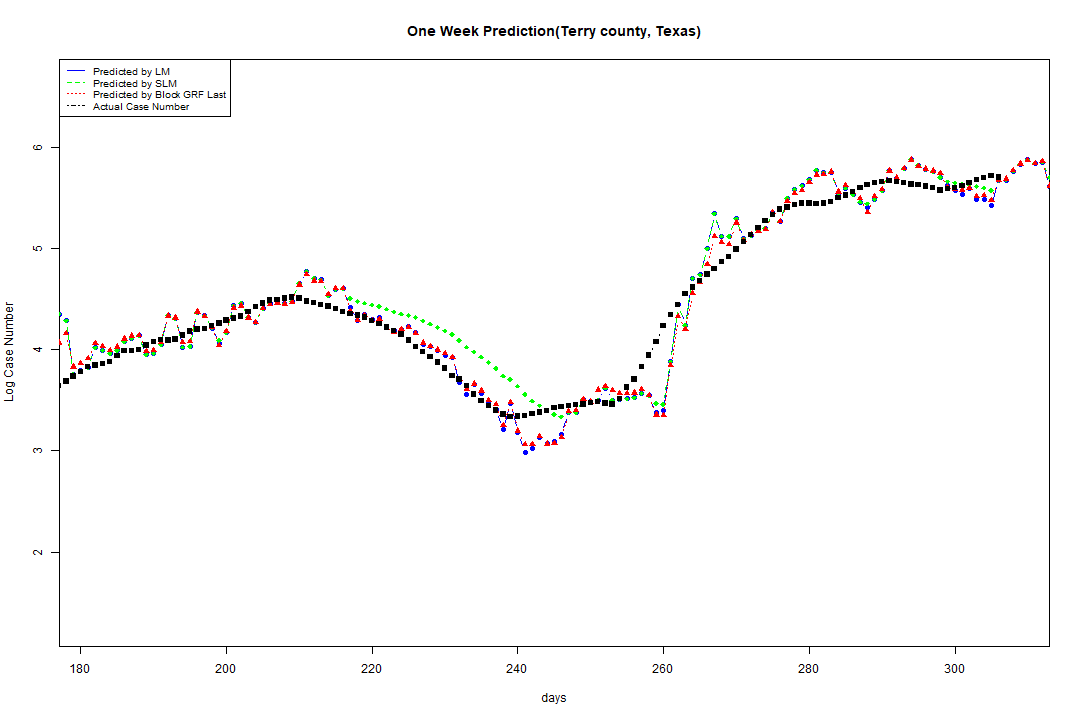 One Week Prediction(Terry county, Texas)
Predicted by LM
Predicted by SLM
Predicted by Block GRF Last
Actual Case Number
6
5
4
3
2
Log Case Number
180 200 220 240 260 280 300
days